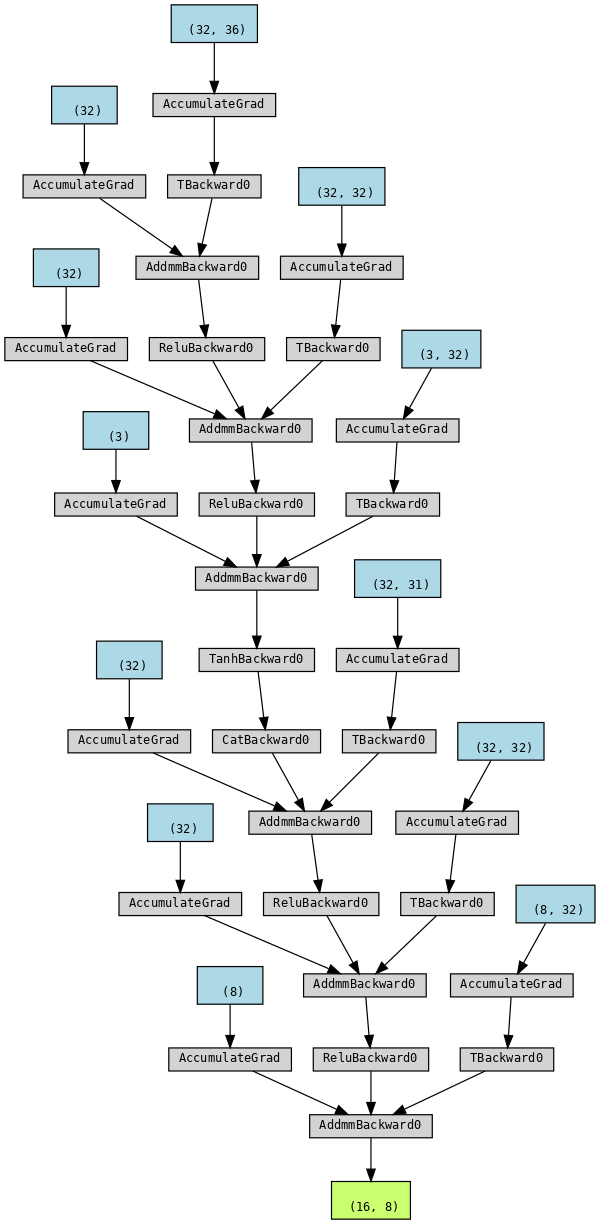 (32, 36)
AccumulateGrad
(32)
AccumulateGrad
TBackward0
(32, 32)
AddmmBackward0
AccumulateGrad
(32)
AccumulateGrad
ReluBackward0
TBackward0
(3, 32)
AddmmBackward0
AccumulateGrad
(3)
AccumulateGrad
ReluBackward0
TBackward0
AddmmBackward0
(32, 31)
TanhBackward0
AccumulateGrad
(32)
AccumulateGrad
CatBackward0
TBackward0
(32, 32)
AddmmBackward0
AccumulateGrad
(32)
AccumulateGrad
ReluBackward0
TBackward0
(8, 32)
AddmmBackward0
AccumulateGrad
(8)
AccumulateGrad
ReluBackward0
TBackward0
AddmmBackward0
(16, 8)